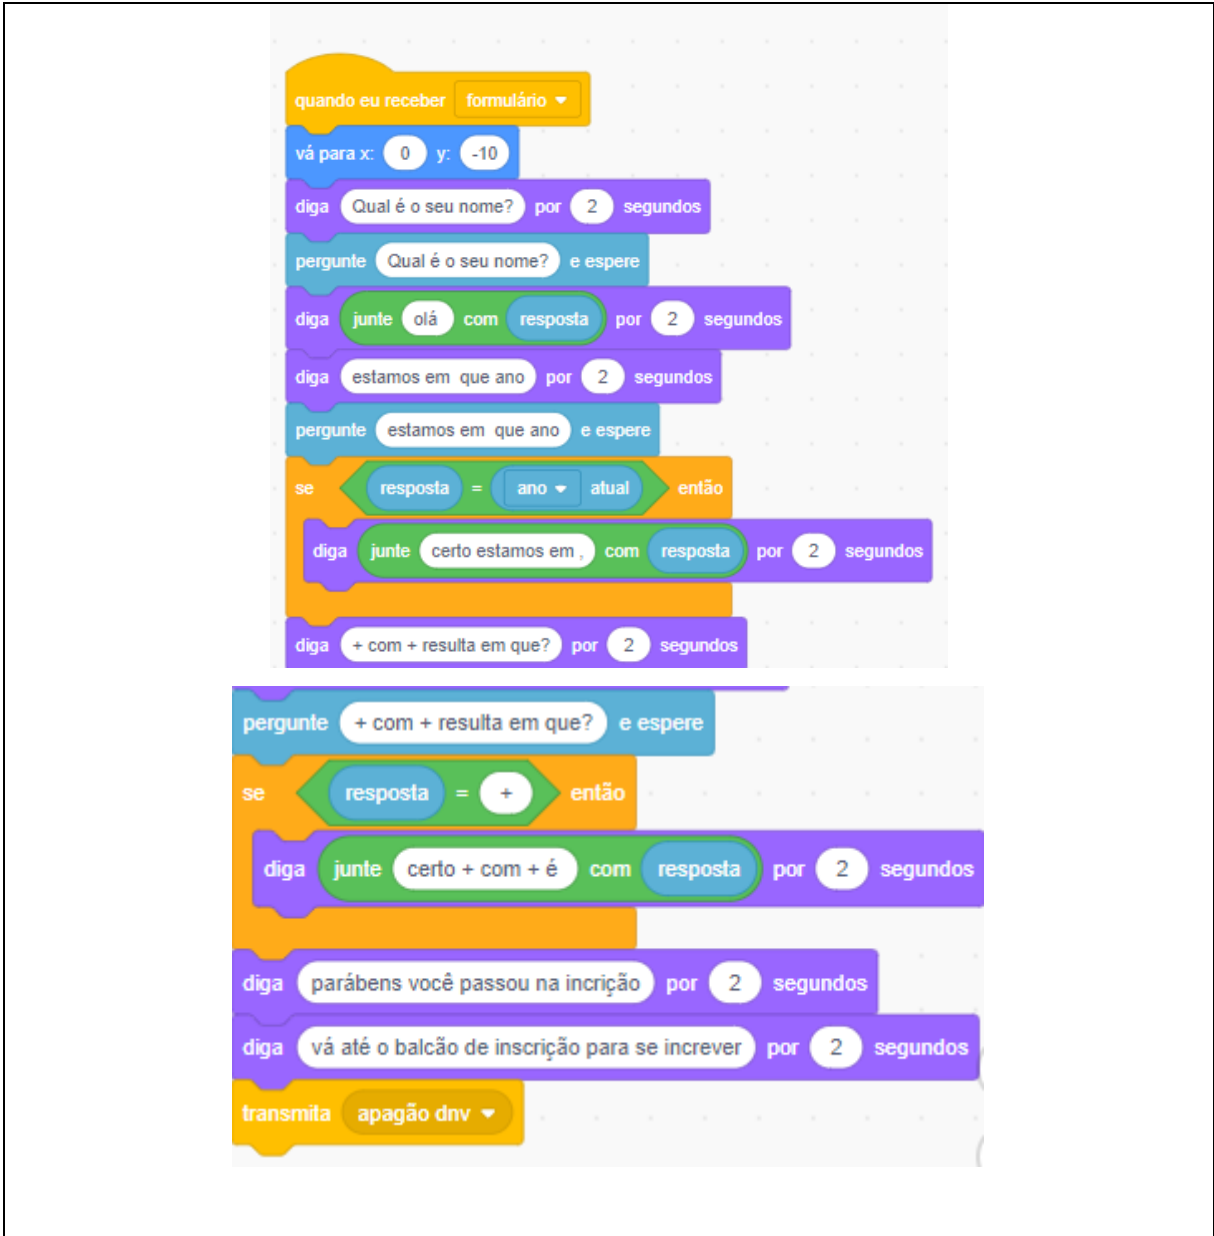 quando eu receber formulário
vá para x: 0 y: -10
diga Qual é o seu nome? por 2 segundos
pergunte Qual é o seu nome? e espere
diga junte olá com resposta por 2 segundos
diga estamos em  que ano por 2 segundos
pergunte estamos em  que ano e espere
se resposta = ano atual então
diga junte certo estamos em , com resposta por 2 segundos
diga + com + resulta em que? por 2 segundos
pergunte + com + resulta em que? e espere
se resposta = + então
diga junte certo + com + é com resposta por 2 segundos
diga parábens você passou na incrição por 2 segundos
diga vá até o balcão de inscrição para se increver por 2 segundos
transmita apagão dnv